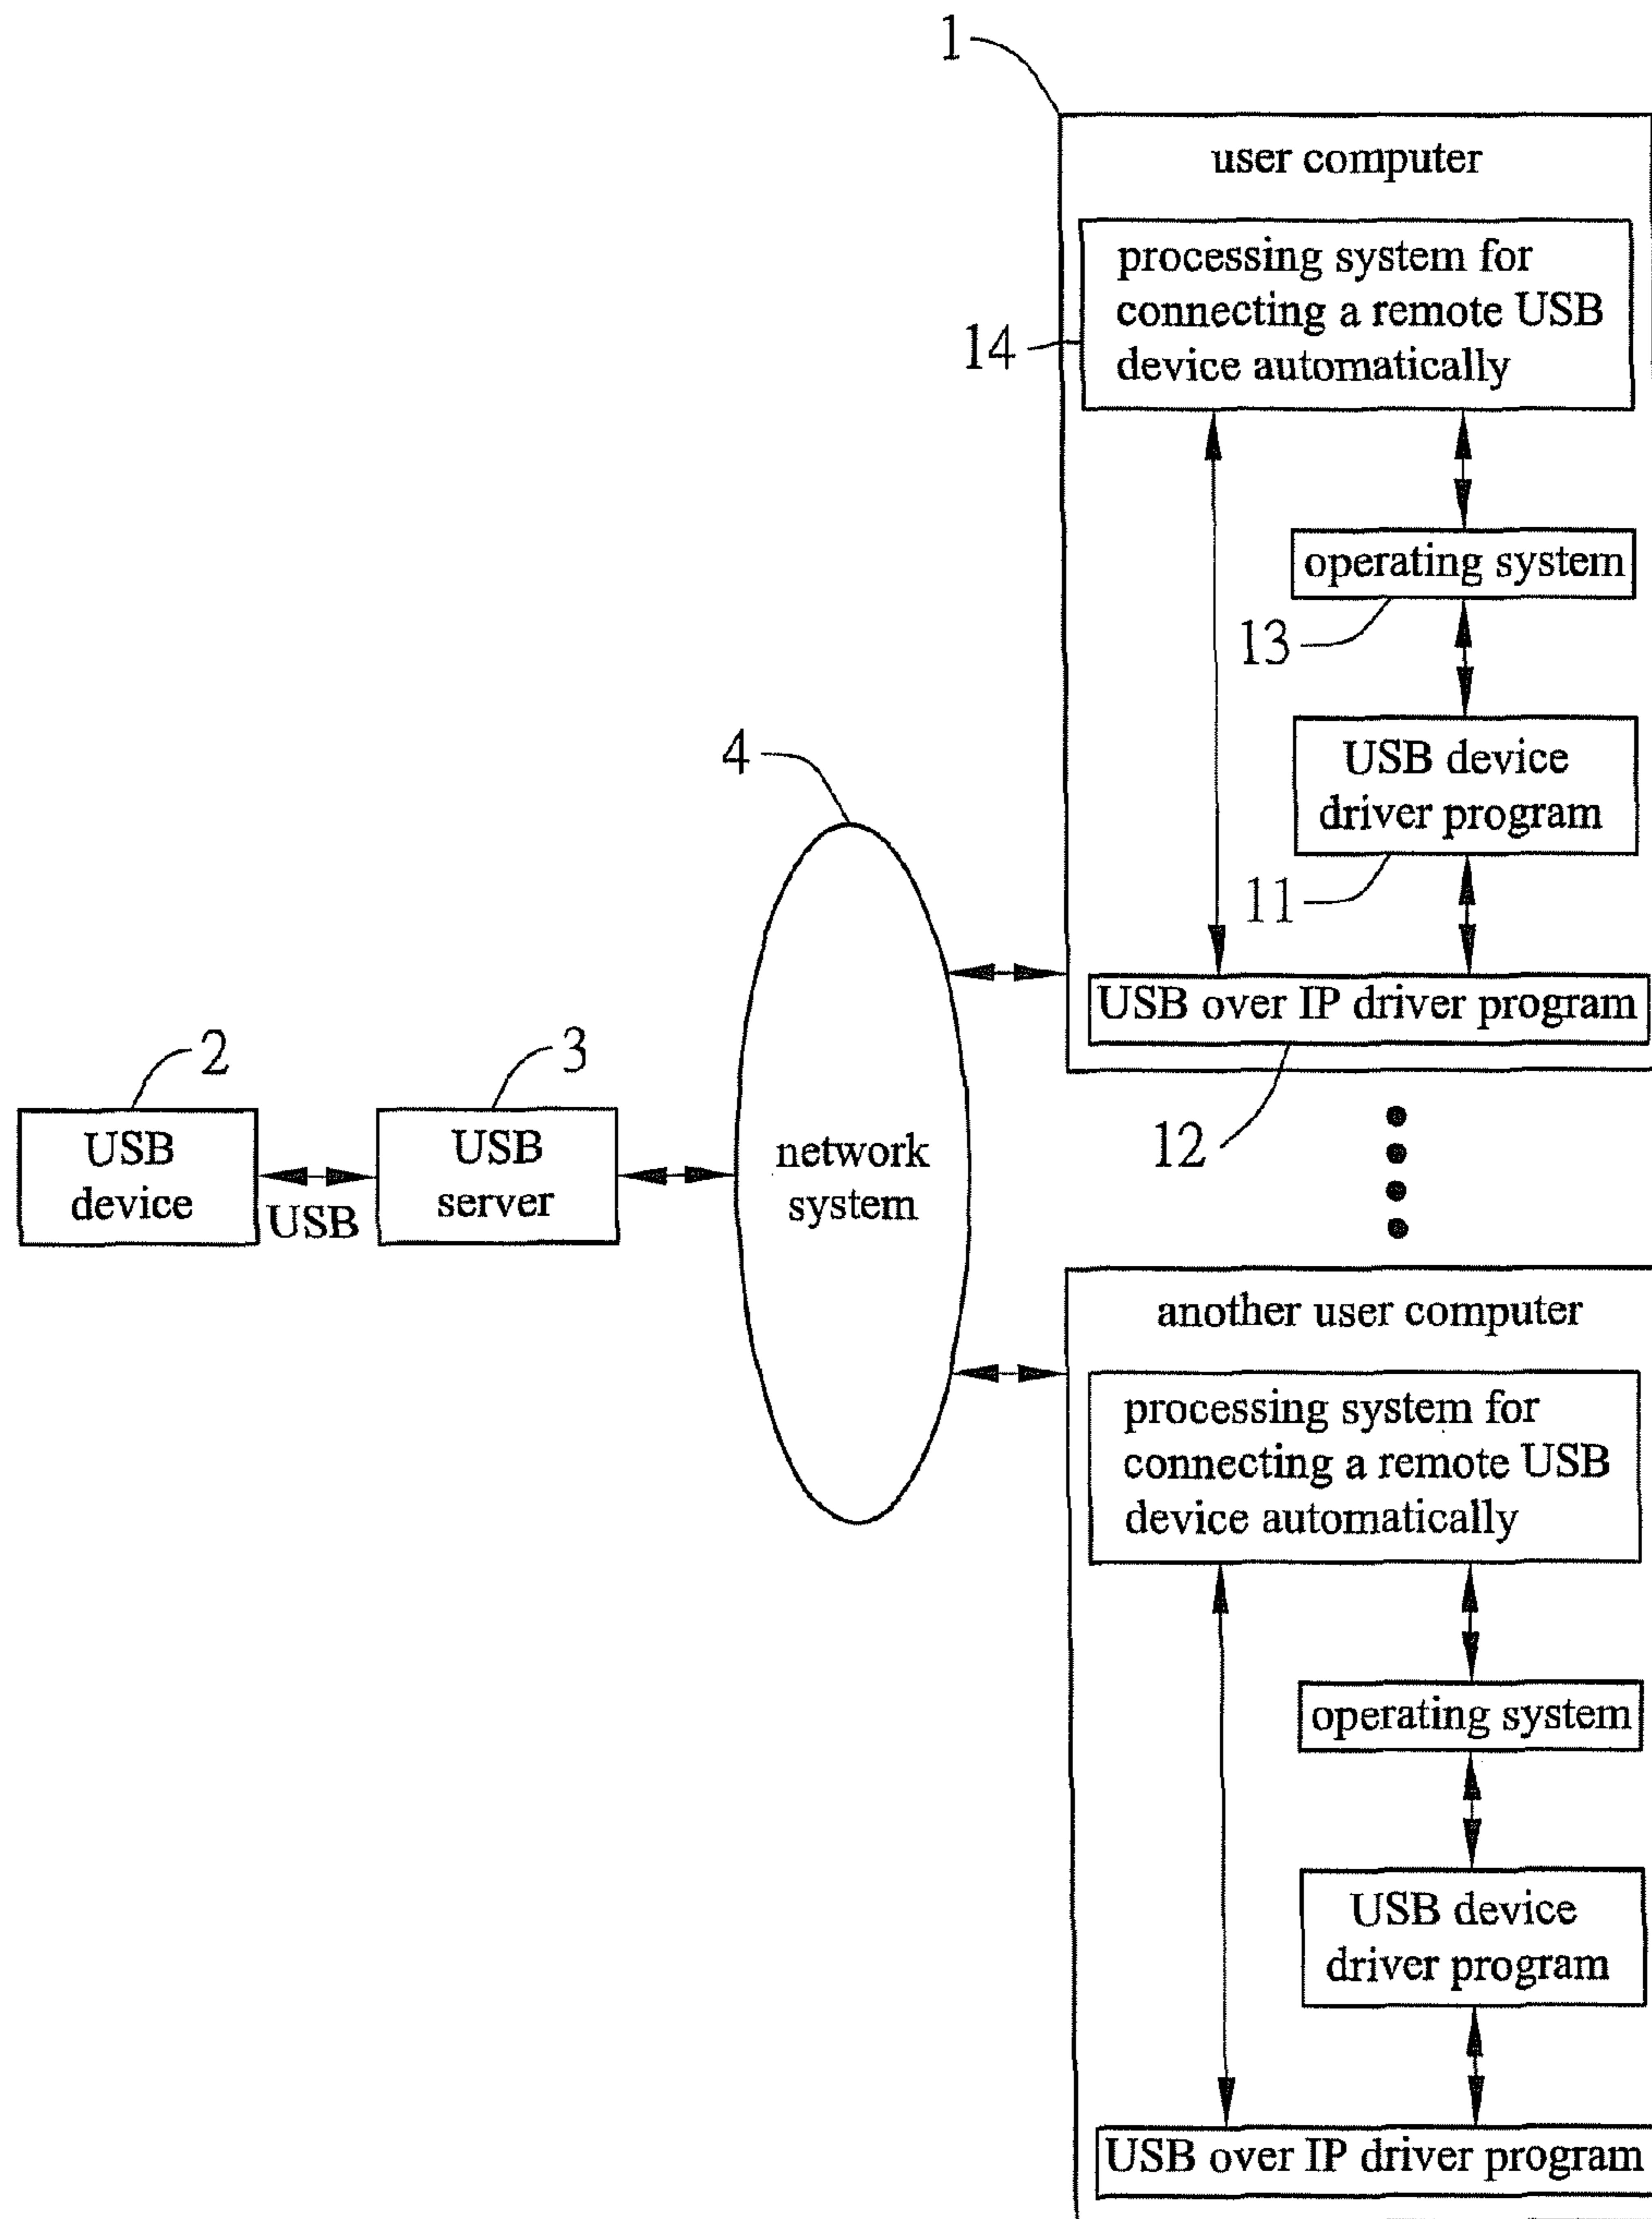 1
user computer
processing system for
connecting a remote USB
device automatically
14
operating system
13
USB device
driver program
11
USB over IP driver program
12
4
network
system
2
USB
device
USB
3
USB
server
another user computer
processing system for
connecting a remote USB
device automatically
operating system
USB device
driver program
USB over IP driver program